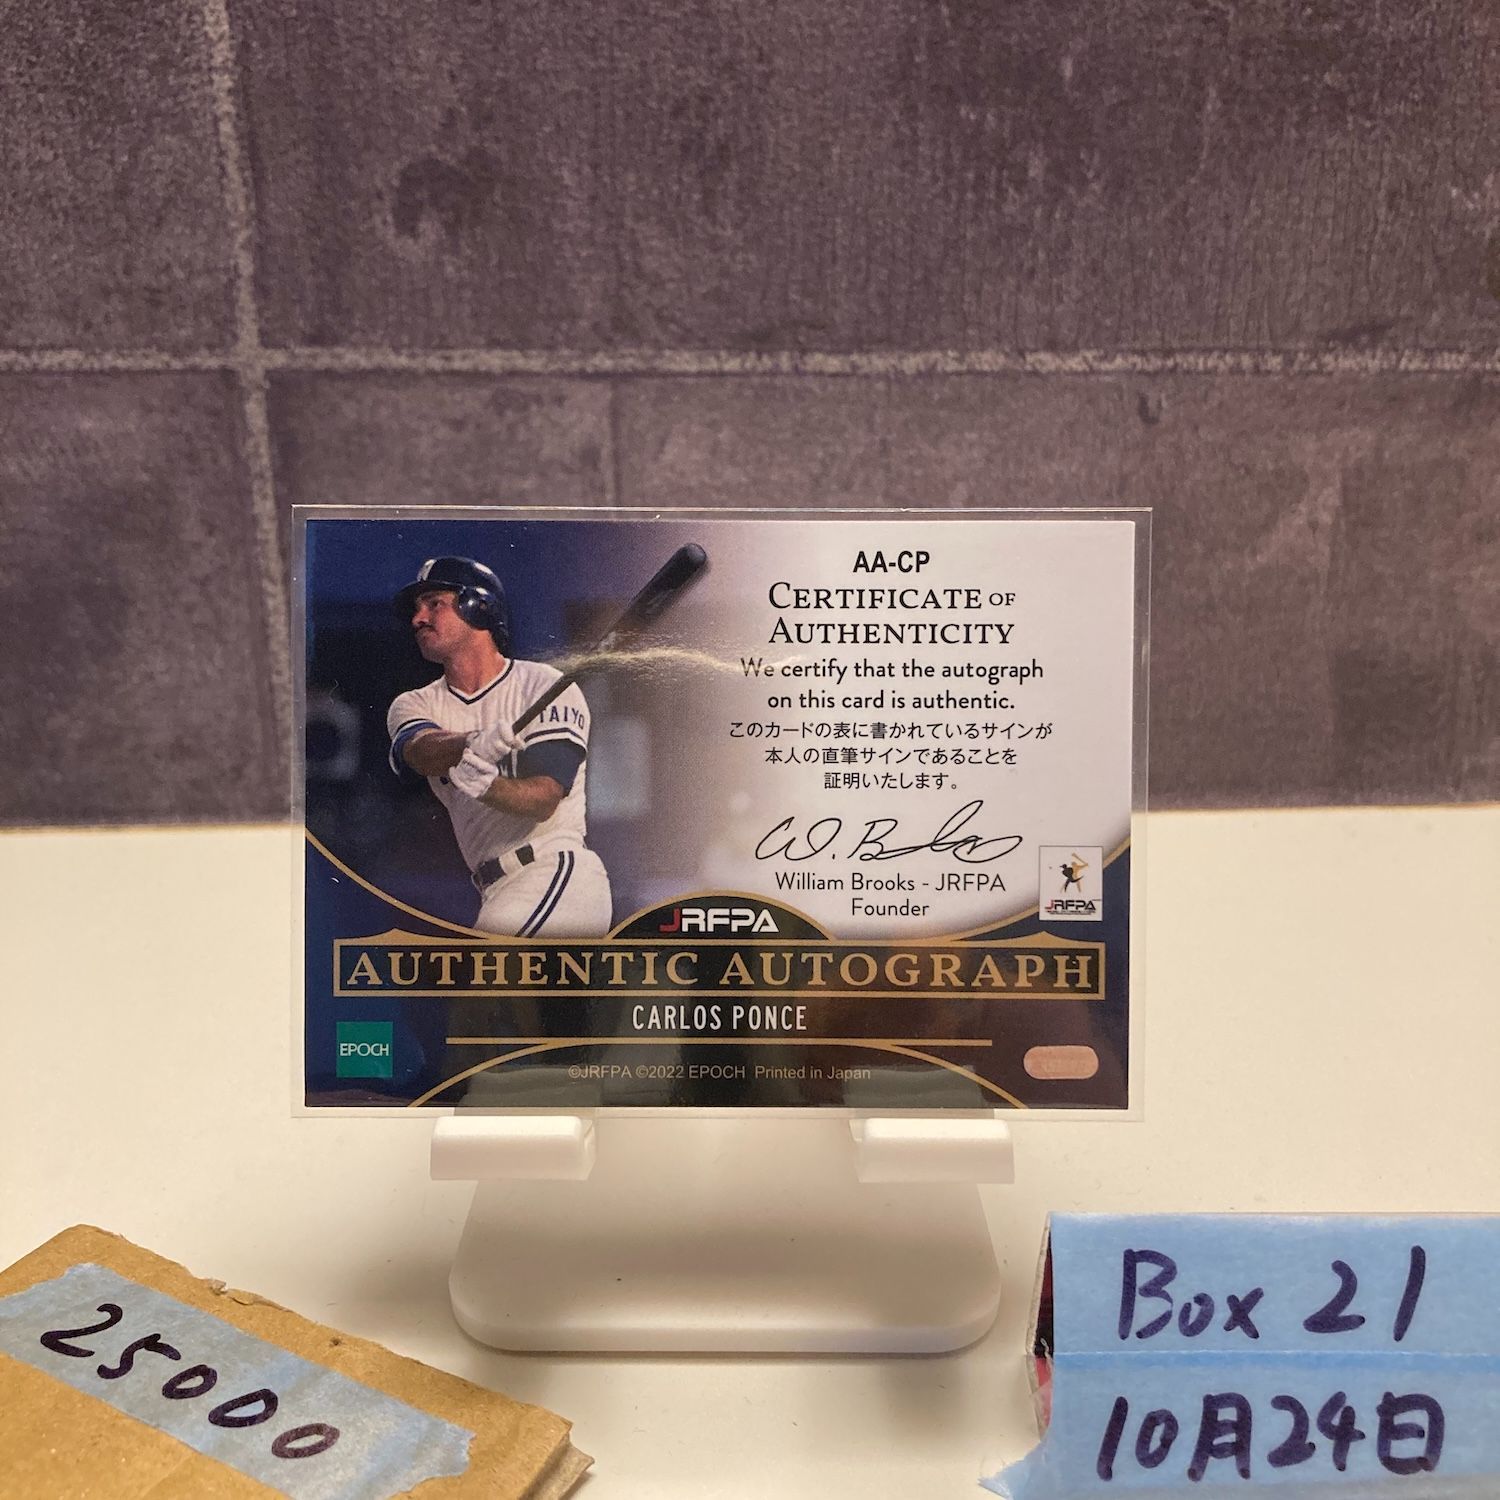 AA-CP
CERTIFICATE OF
AUTHENTICITY
We certify that the autograph
on this card is authentic.
このカードの表に書かれているサインが
本人の直筆サインであることを
証明いたします。
W. B
William Brooks - JRFPA
Founder
JRFPA
TAIYO
JRFPA
AUTHENTIC AUTOGRAPH
CARLOS PONCE
EPOCH
©JRFPA ©2022 EPOCH Printed in Japan
25000
Box 21
10月24日